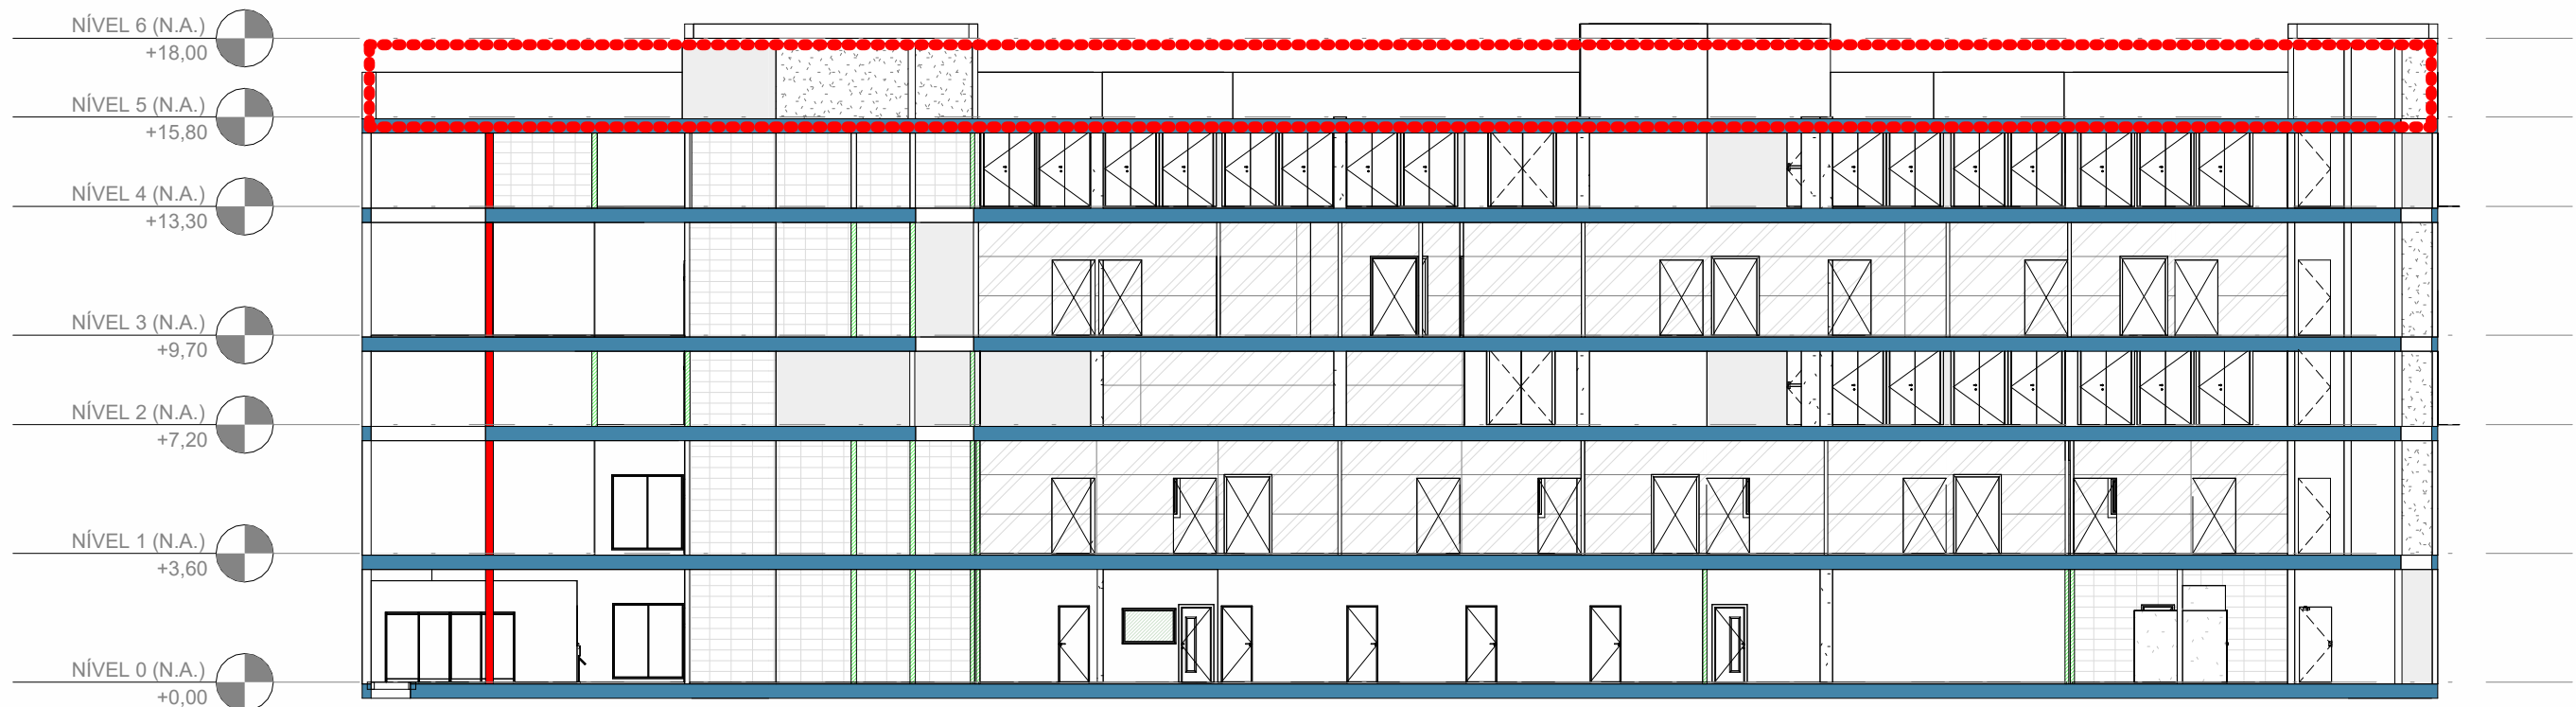 NÍVEL 6 (N.A.)
+18,00
NÍVEL 5 (N.A.)
+15,80
NÍVEL 4 (N.A.)
+13,30
NÍVEL 3 (N.A.)
+9,70
NÍVEL 2 (N.A.)
+7,20
NÍVEL 1 (N.A.)
+3,60
NÍVEL 0 (N.A.)
+0,00